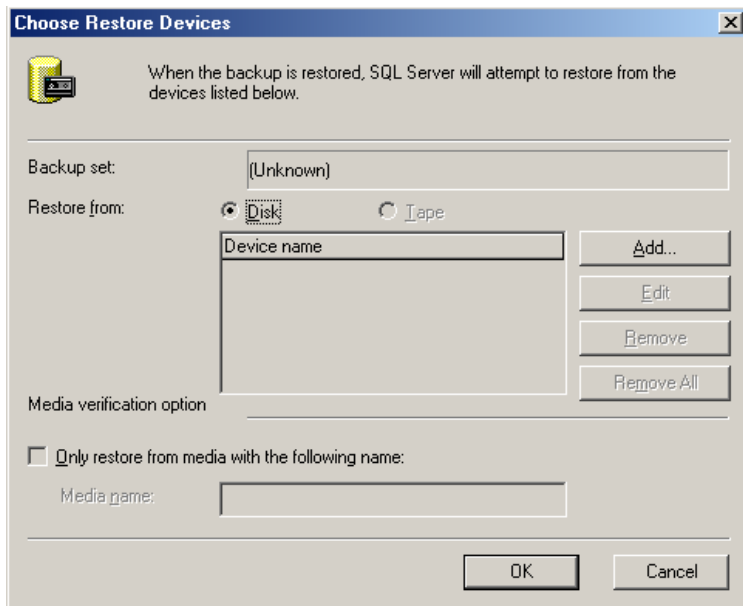 Choose Restore Devices
When the backup is restored, SQL Server will attempt to restore from the
devices listed below.
Backup set:
(Unknown)
Restore from:
Disk
Tape
Device name
Add...
Edit
Remove
Remove All
Media verification option
Only restore from media with the following name:
Media name:
OK
Cancel